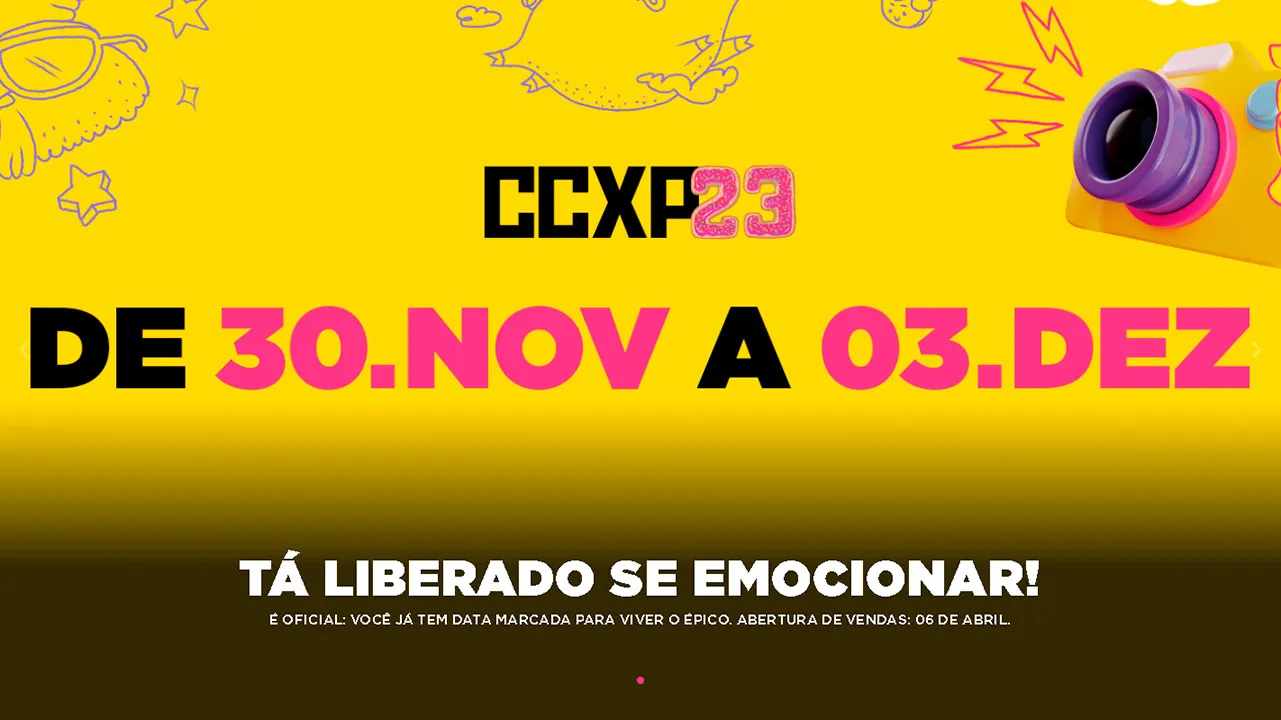 CCXP23
DE 30.NOV A 03.DEZ
TÁ LIBERADO SE EMOCIONAR!
É OFICIAL: VOCÊ JÁ TEM DATA MARCADA PARA VIVER O ÉPICO. ABERTURA DE VENDAS: 06 DE ABRIL.